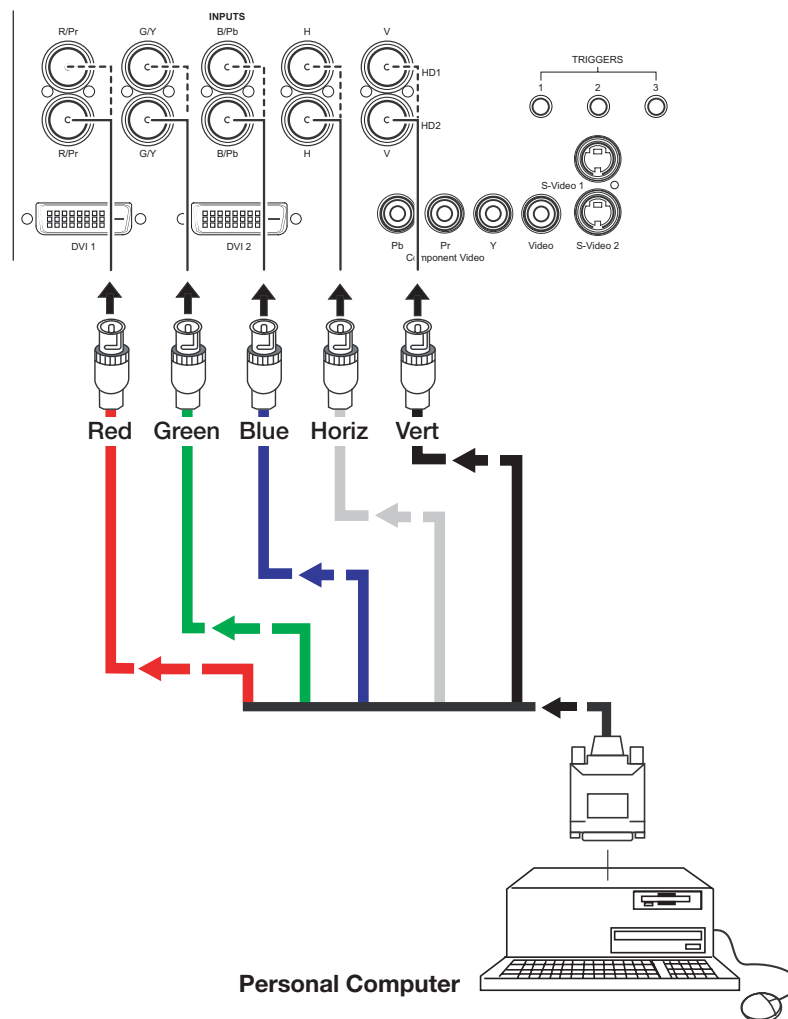 INPUTS
R/Pr G/Y B/Pb H V
HD1
TRIGGERS
1 2 3
HD2
R/Pr G/Y B/Pb H V
S-Video 1
DVI 1 DVI 2
Pb Pr Y Video S-Video 2
Component Video
Red Green Blue Horiz Vert
Personal Computer